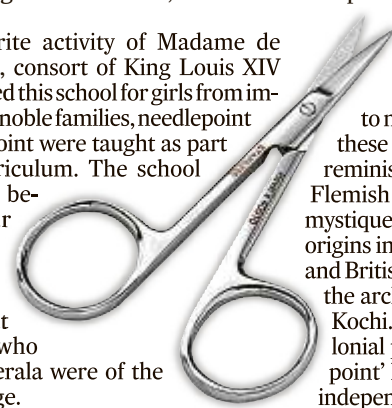 rite activity of Madame de
, consort of King Louis XIV
ed this school for girls from im-
noble families, needlepoint
oint were taught as part
riculum. The school
be-
r
t
who
erala were of the
ge.
to m
these
reminis
Flemish
mystique
origins in
and Britis
the arc
Kochi.
lonial p
point'
indepen